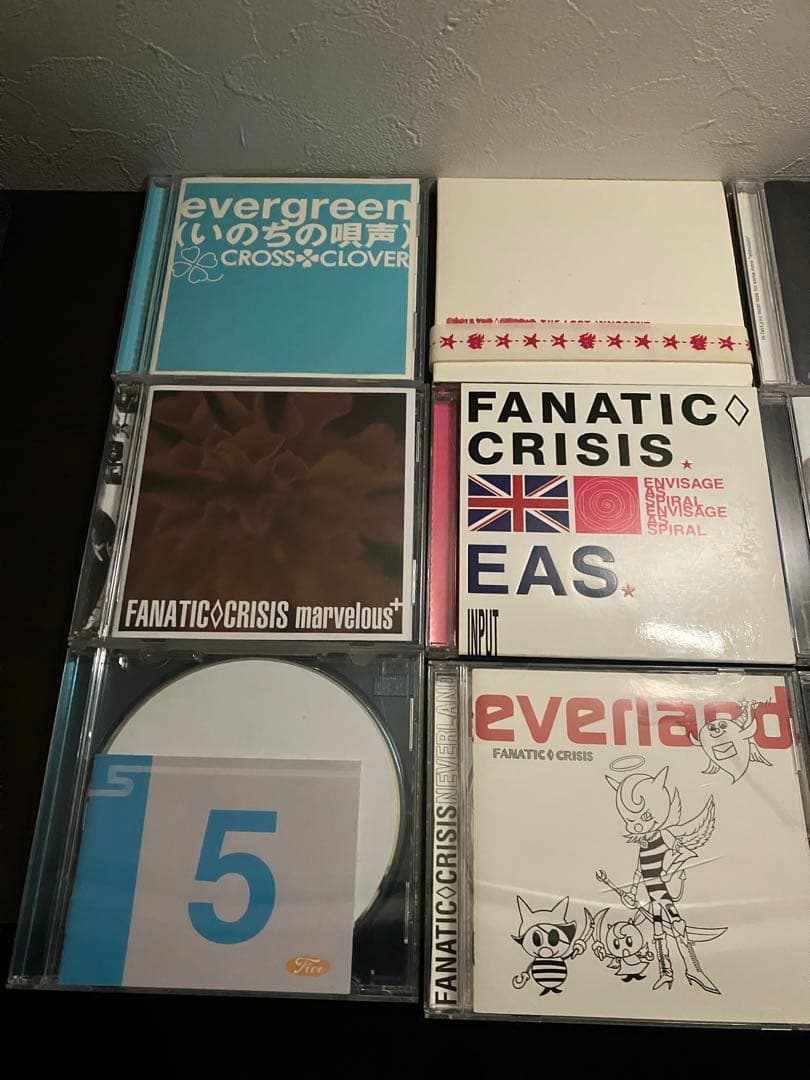 evergreen
(いのちの唄声)
CROSS CLOVER
THE LOST INNOCENT
FANATIC◇CRISIS marvelous+
FANATIC◇
CRISIS.
ENVISAGE
AS
SPIRAL
ENVISAGE
AS
SPIRAL
EAS.
INPUT
5
5
Five
everland
FANATIC◇CRISIS
FANATIC◇CRISIS NEVERLAND